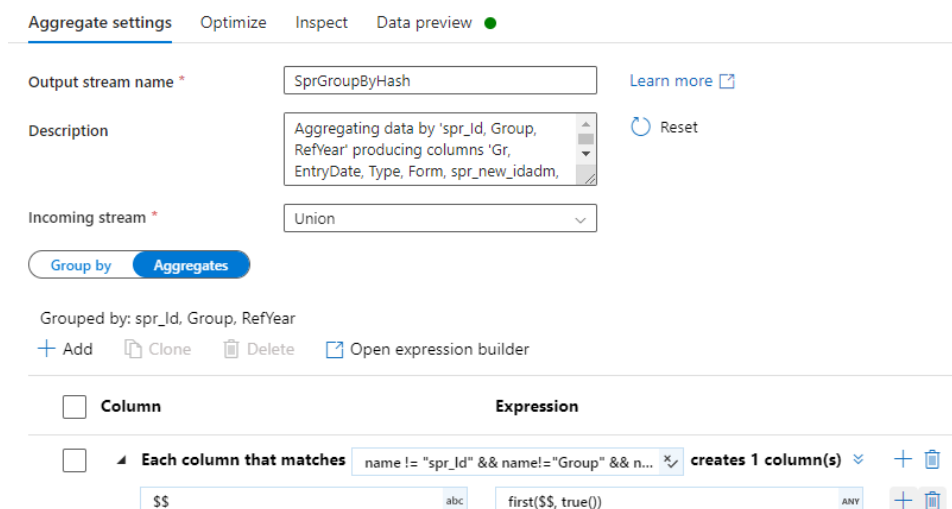 Aggregate settings Optimize Inspect Data preview
Output stream name * SprGroupByHash Learn more
Description Aggregating data by 'spr_Id, Group,
RefYear' producing columns 'Gr,
EntryDate, Type, Form, spr_new_idadm,
Reset
Incoming stream * Union
Group by Aggregates
Grouped by: spr_Id, Group, RefYear
+ Add Clone Delete Open expression builder
Column Expression
Each column that matches name != "spr_Id" && name!="Group" && n... creates 1 column(s)
$$ abc first($$, true()) ANY